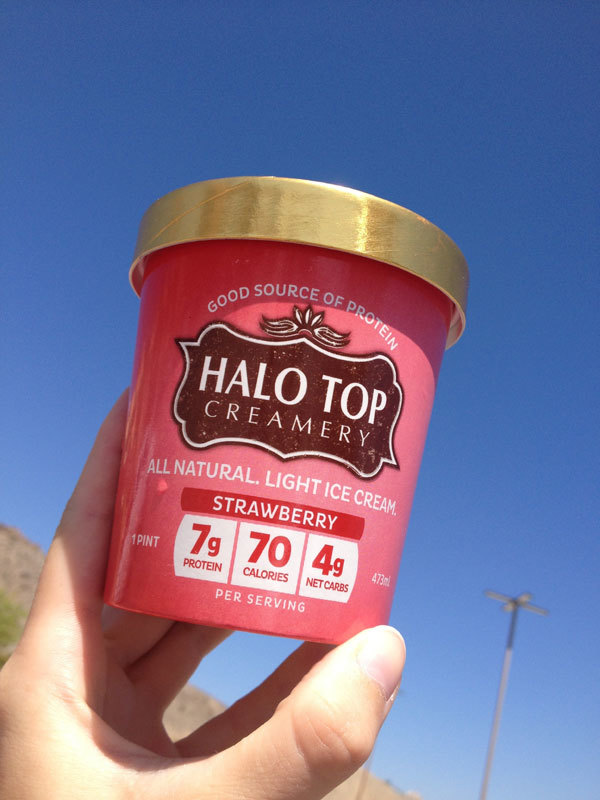 GOOD SOURCE OF PROTEIN
HALO TOP
CREAMERY
ALL NATURAL. LIGHT ICE CREAM.
STRAWBERRY
1 PINT
7g
PROTEIN
70
CALORIES
4g
NET CARBS
473ml
PER SERVING